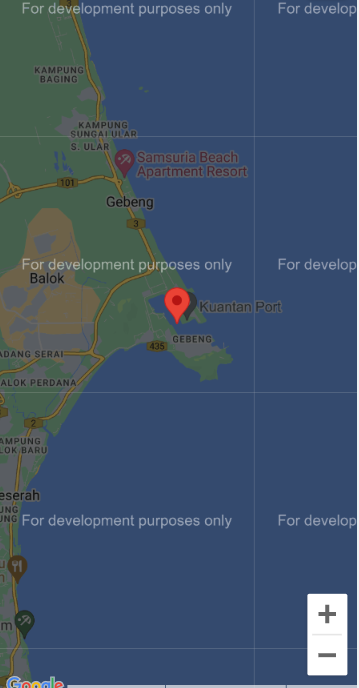 For development purposes only
For develop
KAMPUNG
BAGING
KAMPUNG
SUNGAI ULAR
S. ULAR
Samsuria Beach
Apartment Resort
101
Gebeng
3
For development purposes only
For develop
Balok
Kuantan Port
GEBENG
435
ADANG SERAI
ALOK PERDANA
2
AMPUNG
LOK BARU
eserah
UNG
UNG
For development purposes only
For develop
m
+
−
Google